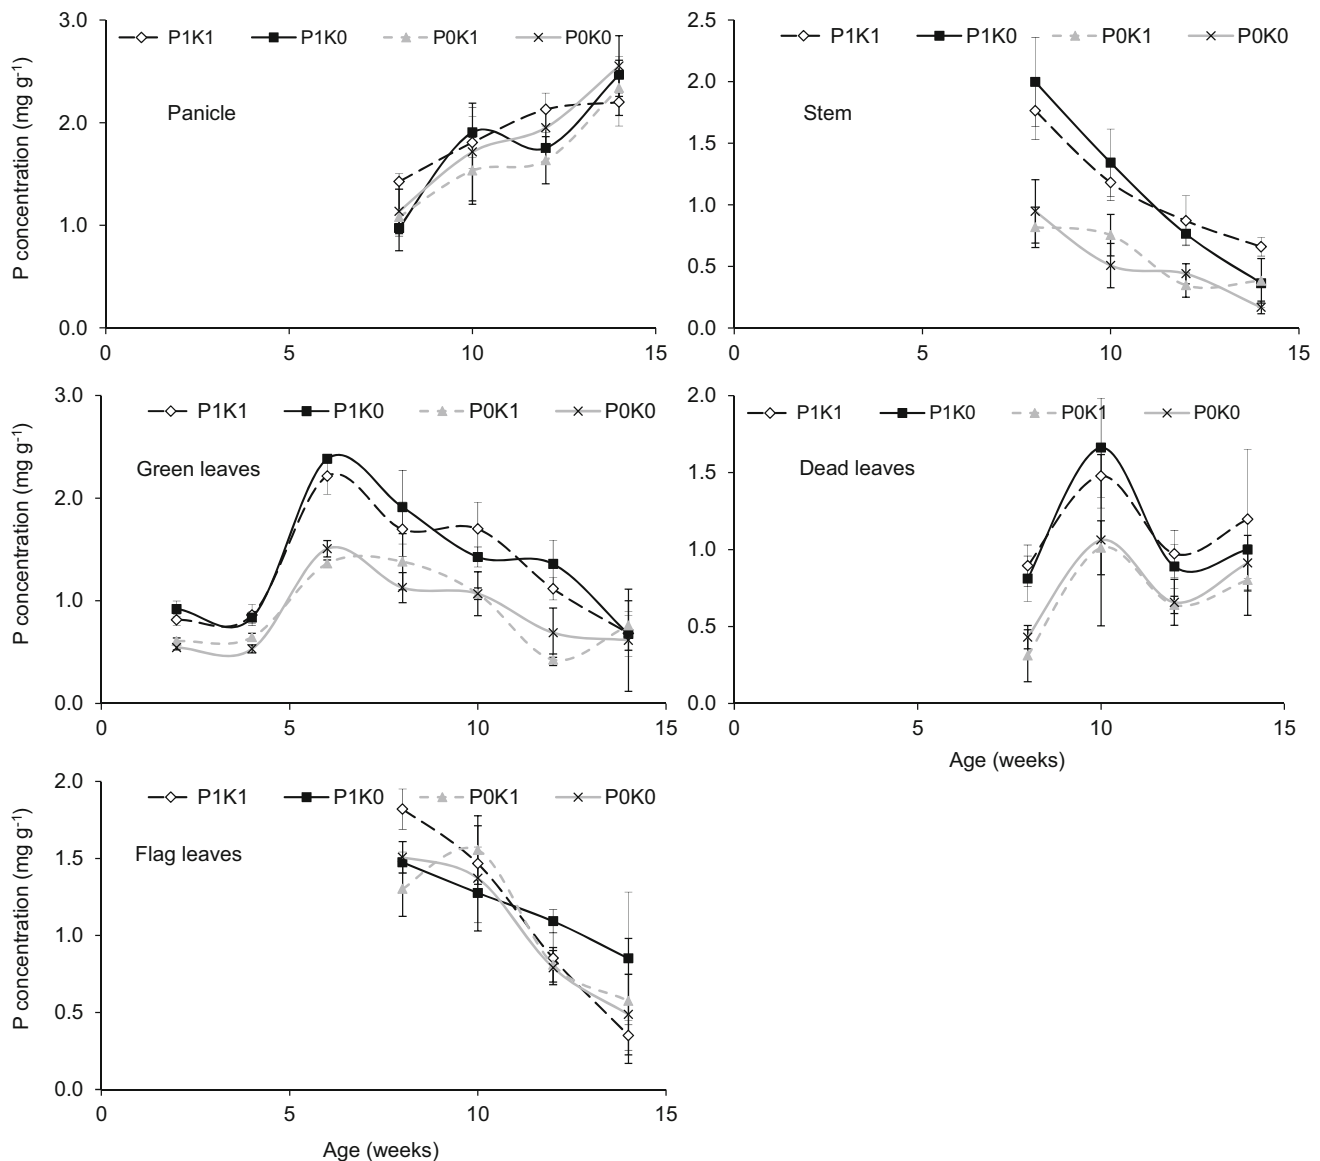 P concentration (mg g-1)
3.0
2.0
1.0
0.0
P1K1 P1K0 P0K1 P0K0
Panicle
0 5 10 15
2.5
2.0
1.5
1.0
0.5
0.0
P1K1 P1K0 P0K1 P0K0
Stem
0 5 10 15
P concentration (mg g-1)
3.0
2.0
1.0
0.0
P1K1 P1K0 P0K1 P0K0
Green leaves
0 5 10 15
2.0
1.5
1.0
0.5
0.0
P1K1 P1K0 P0K1 P0K0
Dead leaves
0 5 10 15
Age (weeks)
P concentration (mg g-1)
2.0
1.5
1.0
0.5
0.0
P1K1 P1K0 P0K1 P0K0
Flag leaves
0 5 10 15
Age (weeks)